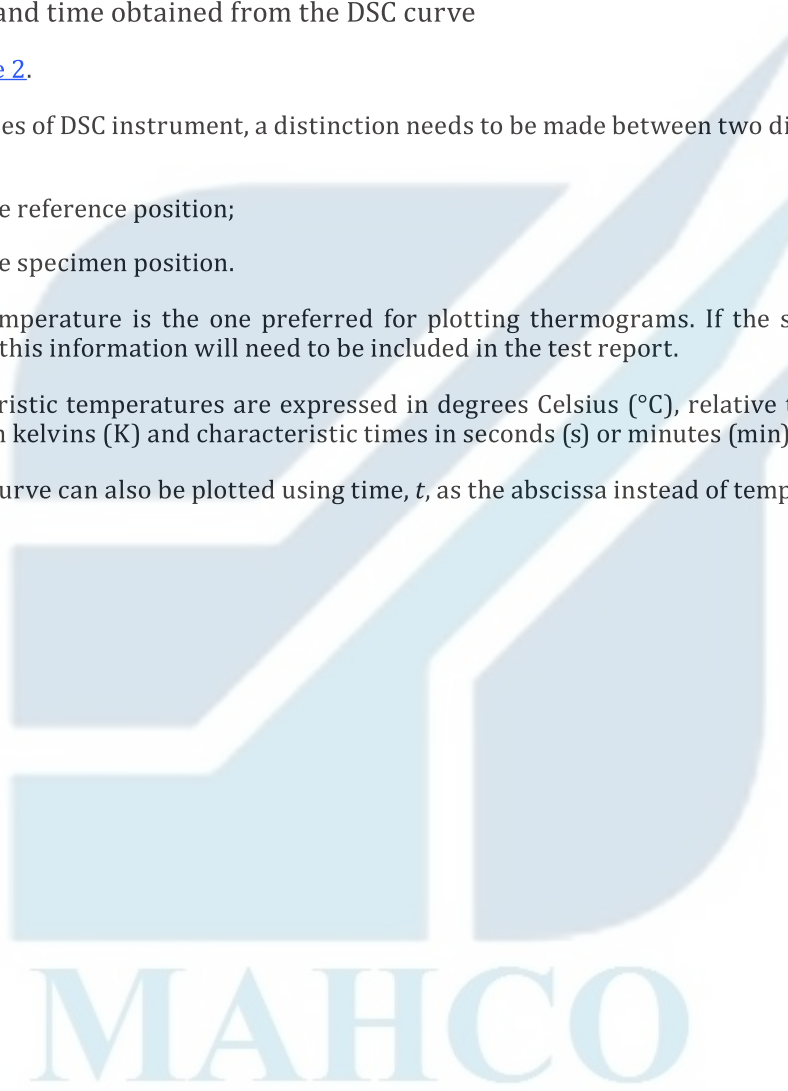 and time obtained from the DSC curve
e 2.
es of DSC instrument, a distinction needs to be made between two di
e reference position;
e specimen position.
mperature is the one preferred for plotting thermograms. If the s
this information will need to be included in the test report.
ristic temperatures are expressed in degrees Celsius (°C), relative t
n kelvins (K) and characteristic times in seconds (s) or minutes (min)
urve can also be plotted using time, t, as the abscissa instead of temp
MAHCO